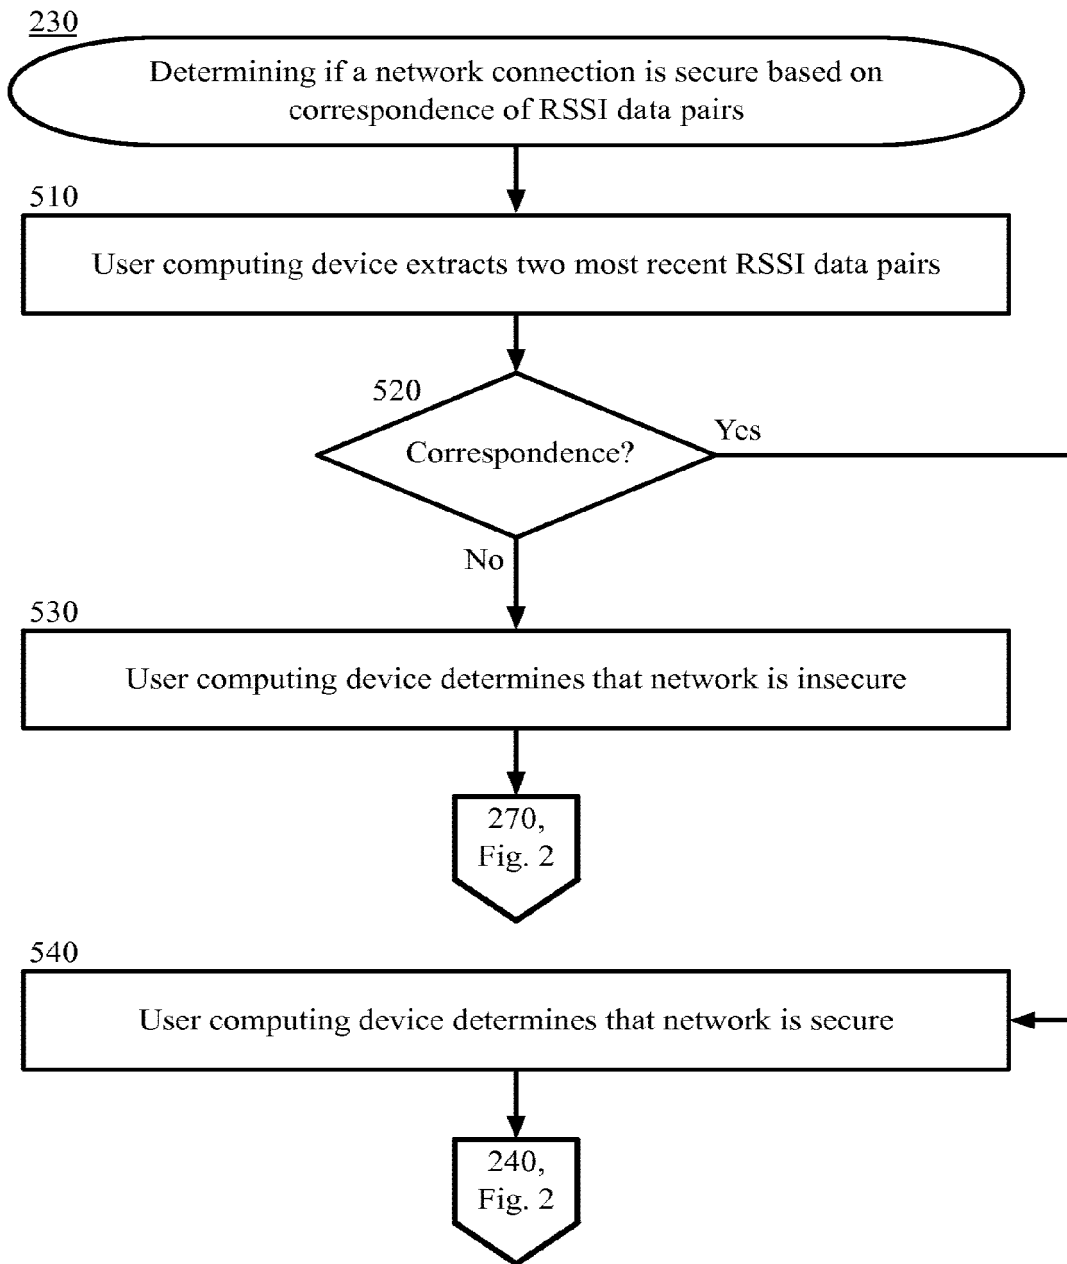 230
Determining if a network connection is secure based on
correspondence of RSSI data pairs
510
User computing device extracts two most recent RSSI data pairs
520
Correspondence?
Yes
No
530
User computing device determines that network is insecure
270,
Fig. 2
540
User computing device determines that network is secure
240,
Fig. 2